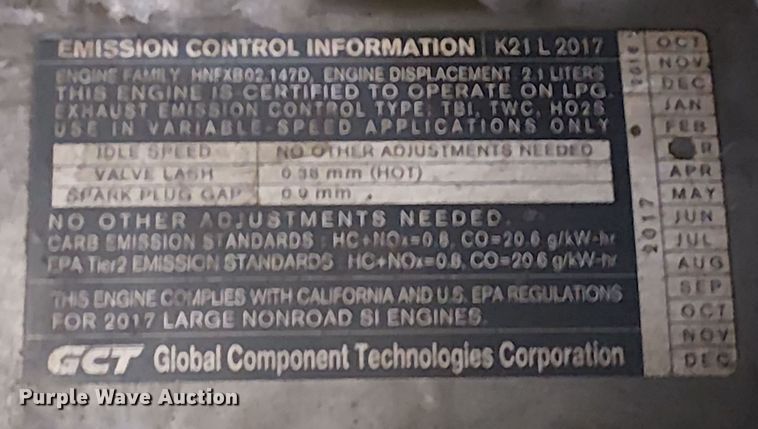 EMISSION CONTROL INFORMATION K21 L 2017
ENGINE FAMILY HNFXB02.147D, ENGINE DISPLACEMENT 2.1 LITERS
THIS ENGINE IS CERTIFIED TO OPERATE ON LPG.
EXHAUST EMISSION CONTROL TYPE: TBI, TWC, HO2S
USE IN VARIABLE-SPEED APPLICATIONS ONLY
IDLE SPEED NO OTHER ADJUSTMENTS NEEDED
VALVE LASH 0.38 mm (HOT)
SPARK PLUG GAP 0.9 mm
NO OTHER ADJUSTMENTS NEEDED.
CARB EMISSION STANDARDS : HC+NOx=0.8, CO=20.6 g/kW-hr
EPA Tier2 EMISSION STANDARDS : HC+NOx=0.8, CO=20.6 g/kW-hr
THIS ENGINE COMPLIES WITH CALIFORNIA AND U.S. EPA REGULATIONS
FOR 2017 LARGE NONROAD SI ENGINES.
GCT Global Component Technologies Corporation
2016
OCT
NOV
DEC
2017
JAN
FEB
R
APR
MAY
JUN
JUL
AUG
SEP
OCT
NOV
DEC
Purple Wave Auction